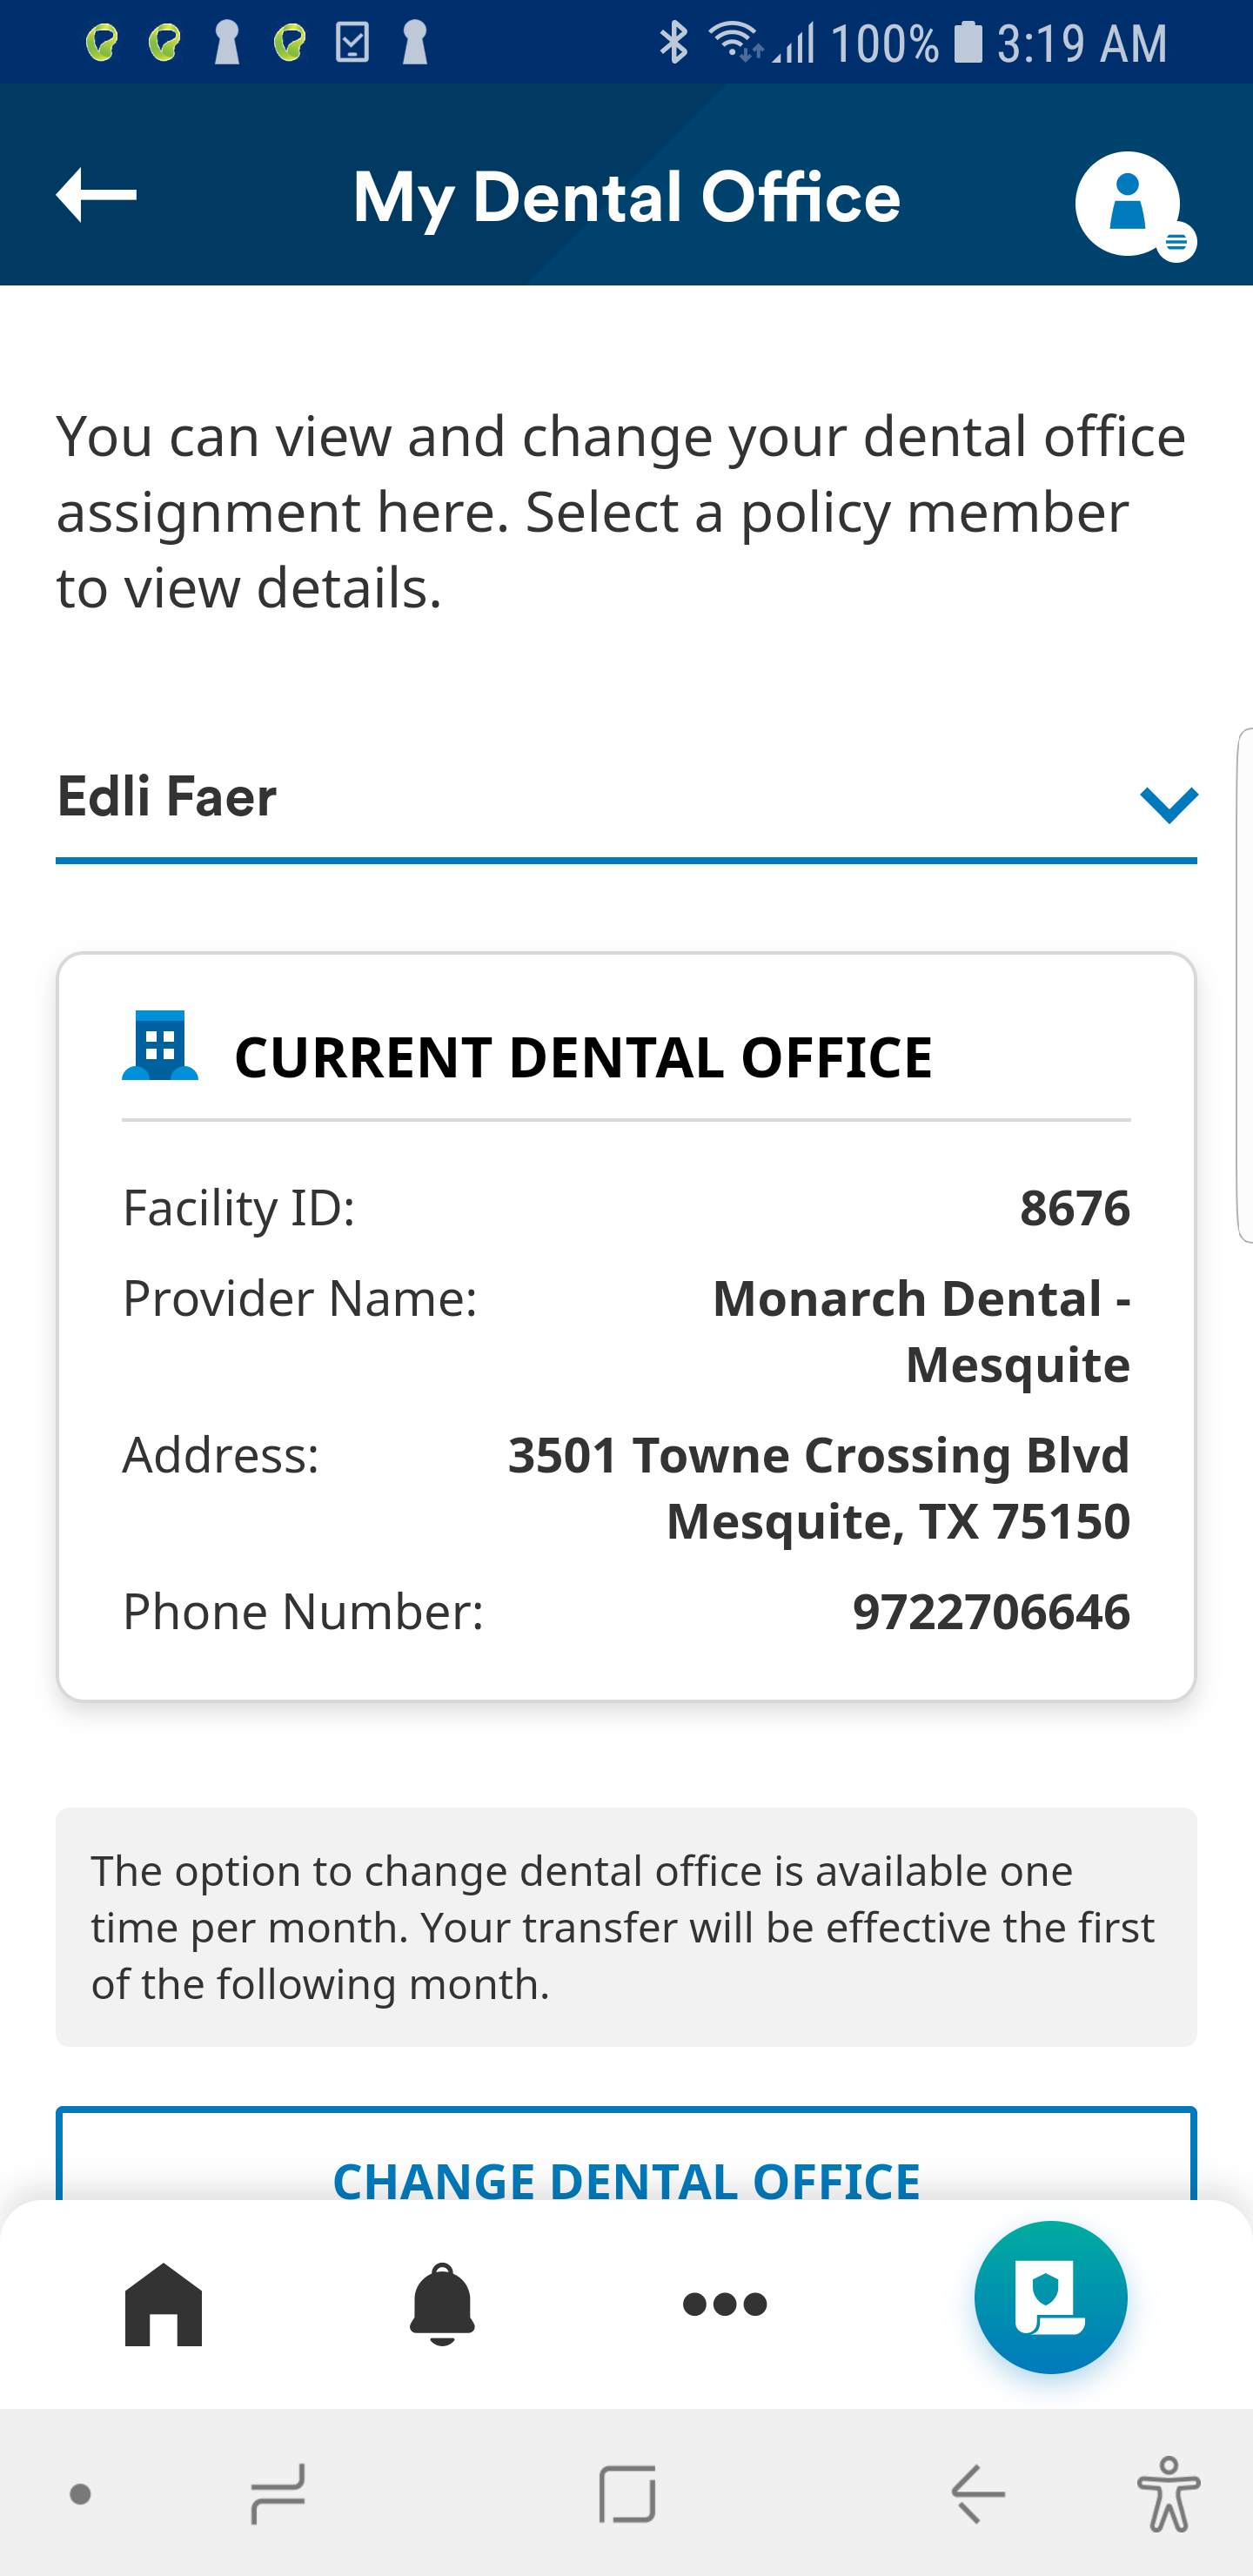 100% 3:19 AM
My Dental Office
You can view and change your dental office
assignment here. Select a policy member
to view details.
Edli Faer
CURRENT DENTAL OFFICE
Facility ID: 8676
Provider Name: Monarch Dental -
Mesquite
Address: 3501 Towne Crossing Blvd
Mesquite, TX 75150
Phone Number: 9722706646
The option to change dental office is available one
time per month. Your transfer will be effective the first
of the following month.
CHANGE DENTAL OFFICE